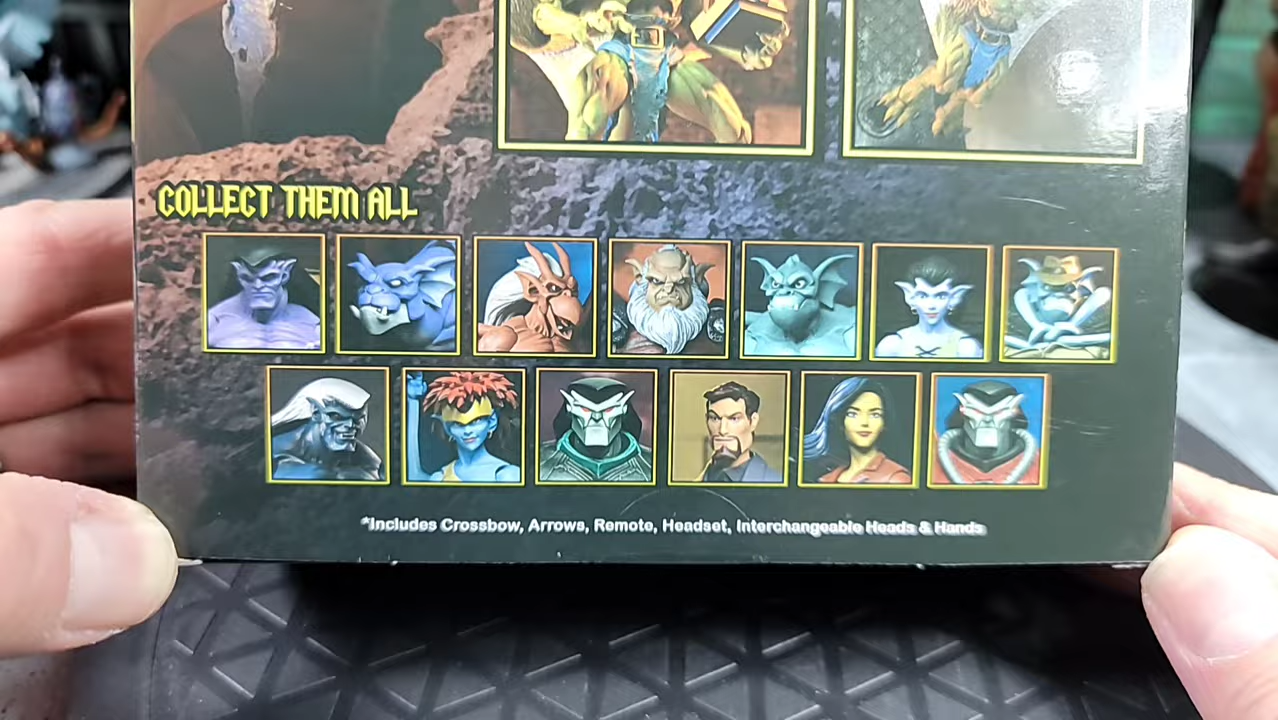 COLLECT THEM ALL
*Includes Crossbow, Arrows, Remote, Headset, Interchangeable Heads & Hands